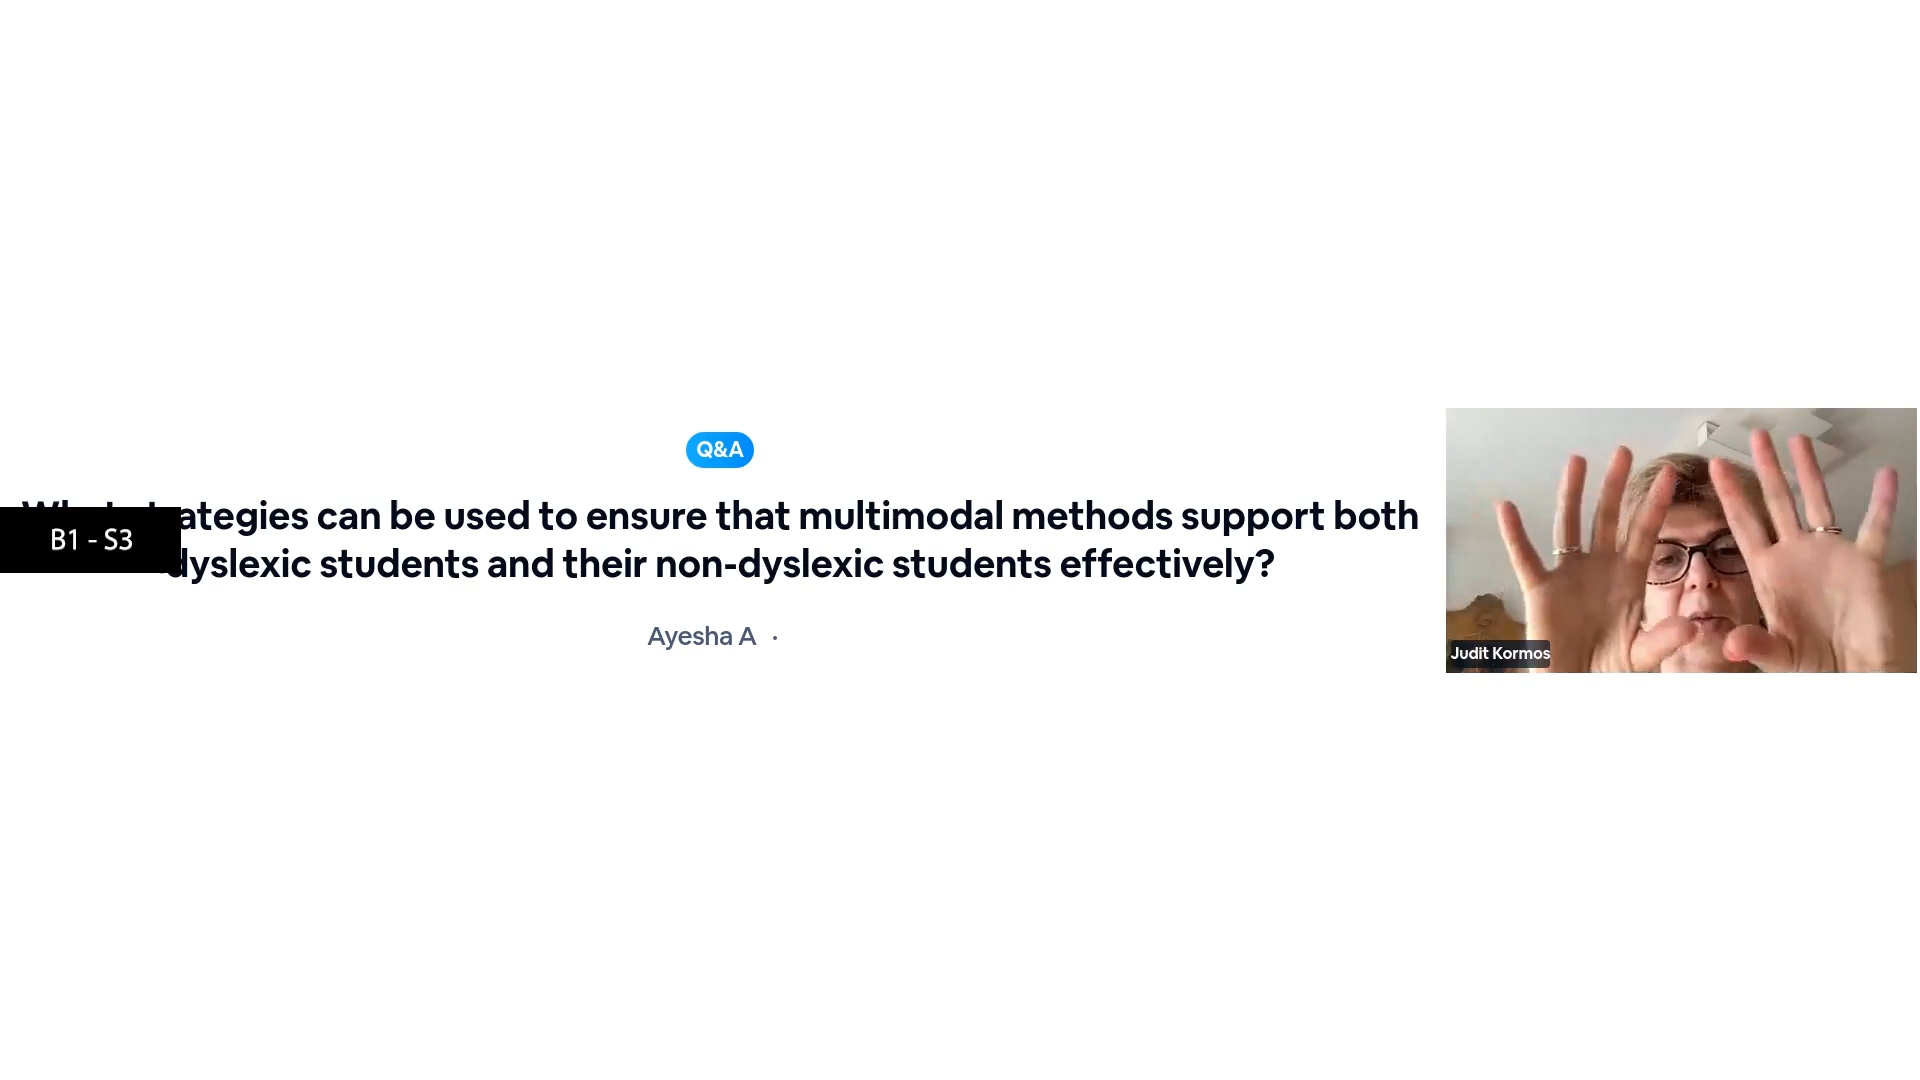 Q&A
ategies can be used to ensure that multimodal methods support both
B1 - S3
dyslexic students and their non-dyslexic students effectively?
Ayesha A ·
Judit Kormos